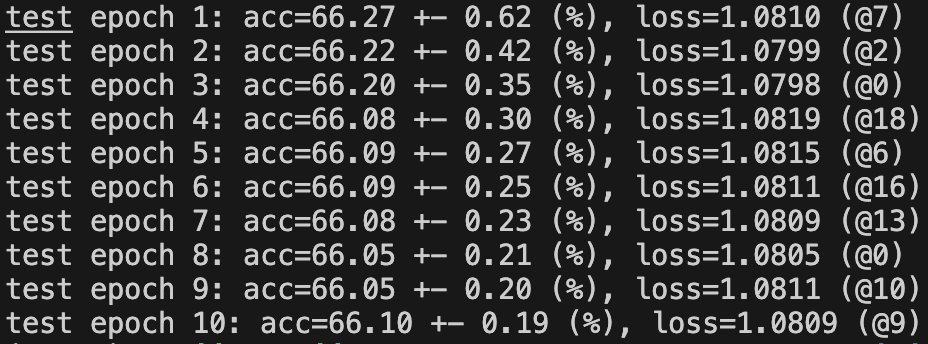 test epoch 1: acc=66.27 +- 0.62 (%), loss=1.0810 (@7)
test epoch 2: acc=66.22 +- 0.42 (%), loss=1.0799 (@2)
test epoch 3: acc=66.20 +- 0.35 (%), loss=1.0798 (@0)
test epoch 4: acc=66.08 +- 0.30 (%), loss=1.0819 (@18)
test epoch 5: acc=66.09 +- 0.27 (%), loss=1.0815 (@6)
test epoch 6: acc=66.09 +- 0.25 (%), loss=1.0811 (@16)
test epoch 7: acc=66.08 +- 0.23 (%), loss=1.0809 (@13)
test epoch 8: acc=66.05 +- 0.21 (%), loss=1.0805 (@0)
test epoch 9: acc=66.05 +- 0.20 (%), loss=1.0811 (@10)
test epoch 10: acc=66.10 +- 0.19 (%), loss=1.0809 (@9)